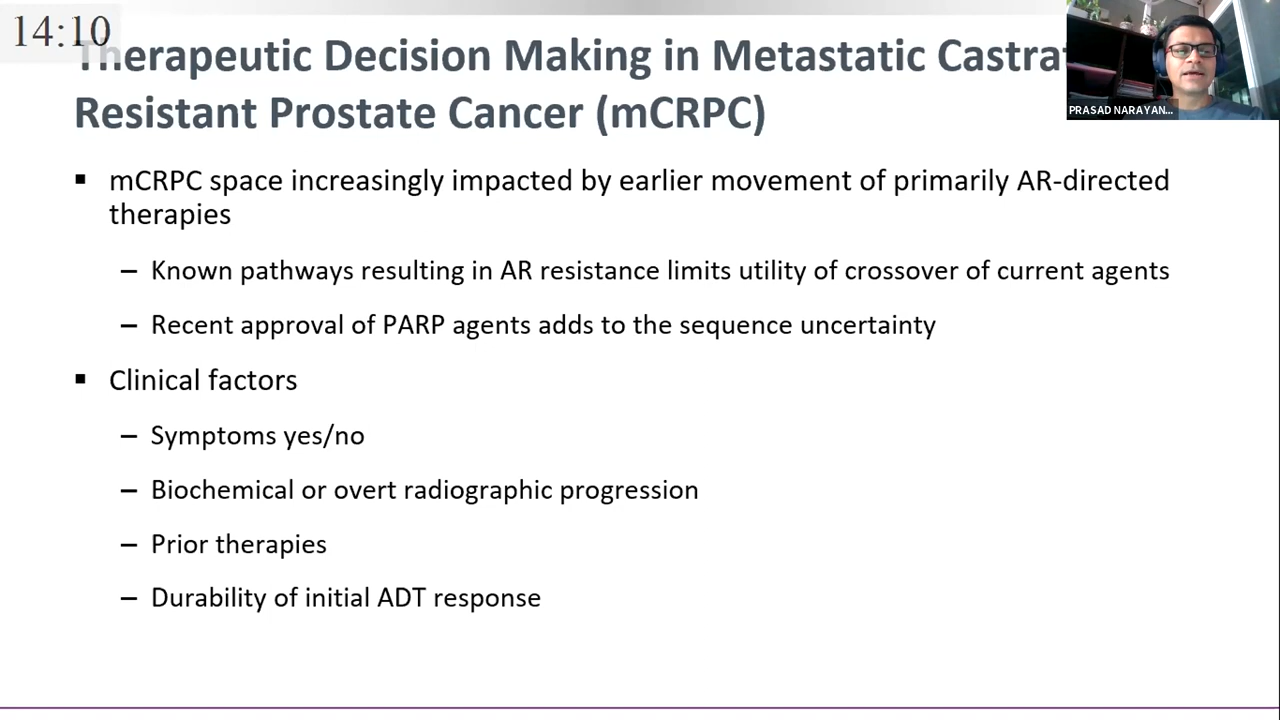 14:10
Therapeutic Decision Making in Metastatic Castra
Resistant Prostate Cancer (mCRPC)
PRASAD NARAYAN...
▪ mCRPC space increasingly impacted by earlier movement of primarily AR-directed
therapies
– Known pathways resulting in AR resistance limits utility of crossover of current agents
– Recent approval of PARP agents adds to the sequence uncertainty
▪ Clinical factors
– Symptoms yes/no
– Biochemical or overt radiographic progression
– Prior therapies
– Durability of initial ADT response